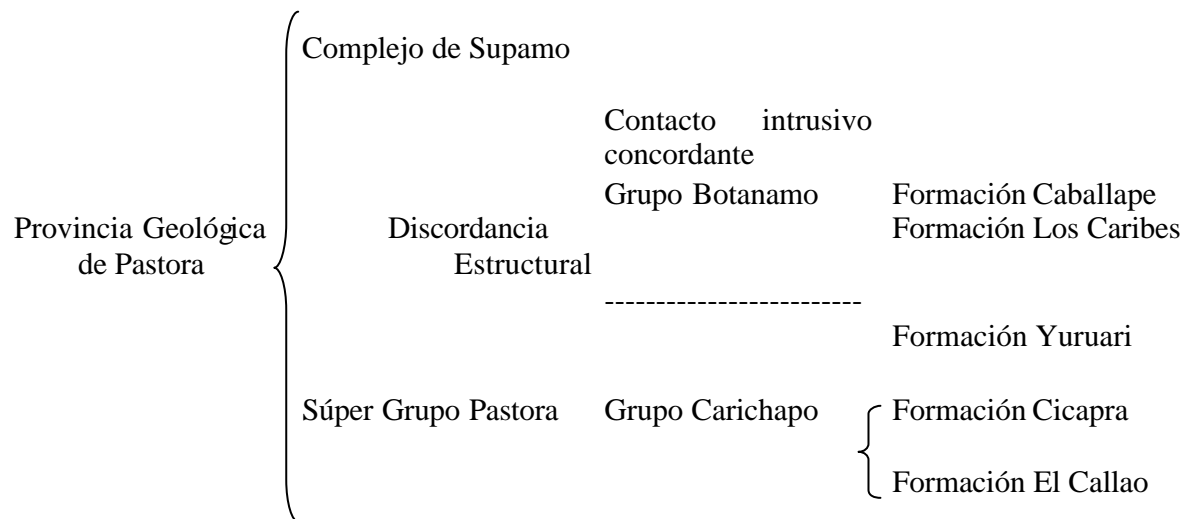 Complejo de Supamo
Contacto intrusivo
concordante
Grupo Botanamo Formación Caballape
Provincia Geológica Discordancia Formación Los Caribes
de Pastora Estructural
-------------------------
Formación Yuruari
Súper Grupo Pastora Grupo Carichapo Formación Cicapra
Formación El Callao